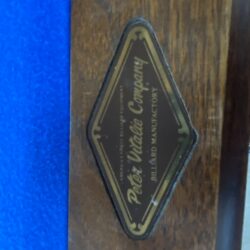 Peter Vitalie Company
BILLIARD MANUFACTORY